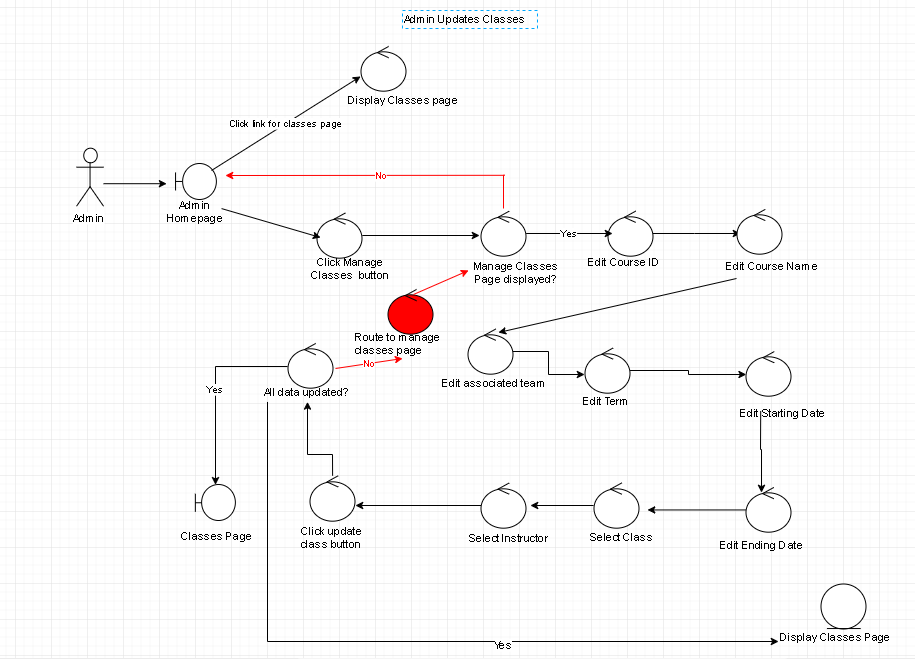 Admin Updates Classes
Display Classes page
Click link for classes page
No
Admin
Admin
Homepage
Click Manage
Classes button
Manage Classes
Page displayed?
Yes
Edit Course ID
Edit Course Name
Route to manage
classes page
No
All data updated?
Yes
Edit associated team
Edit Term
Edit Starting Date
Classes Page
Click update
class button
Select Instructor
Select Class
Edit Ending Date
Yes
Display Classes Page